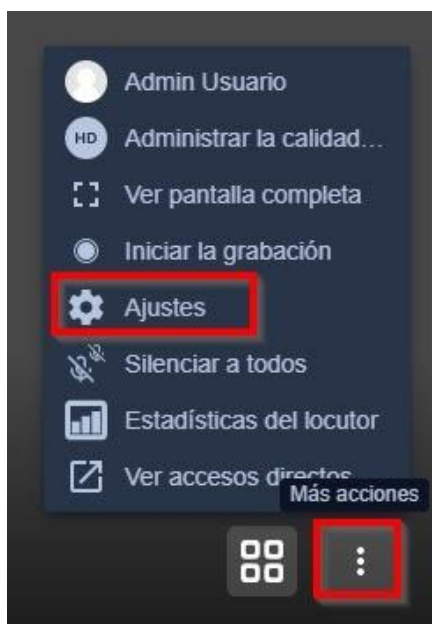 Admin Usuario
HD Administrar la calidad...
Ver pantalla completa
Iniciar la grabación
Ajustes
Silenciar a todos
Estadísticas del locutor
Ver accesos directos
Más acciones